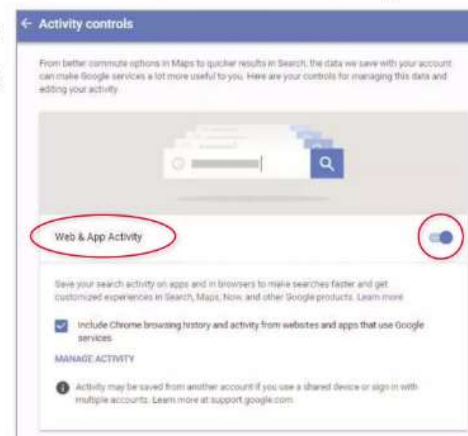 Activity controls
From better commute options in Maps to quicker results in Search, the data we save with your account
can make Google services a lot more useful to you. Here are your controls for managing this data and
editing your activity.
Web & App Activity
Save your search activity on apps and in browsers to make searches faster and get
customized experiences in Search, Maps, Now, and other Google products. Learn more
Include Chrome browsing history and activity from websites and apps that use Google
services
MANAGE ACTIVITY
Activity may be saved from another account if you use a shared device or sign in with
multiple accounts. Learn more at support.google.com